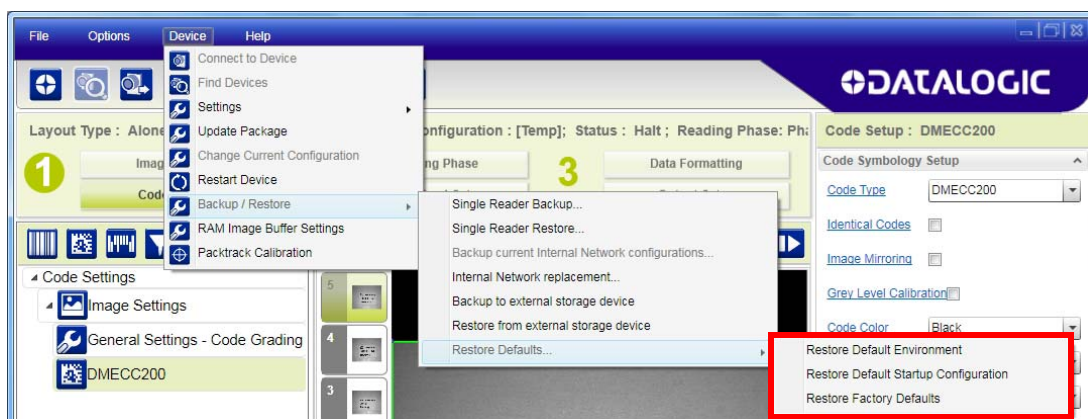 File Options Device Help
DATALOGIC
Connect to Device
Find Devices
Settings
Update Package
Change Current Configuration
Restart Device
Backup / Restore
RAM Image Buffer Settings
Packtrack Calibration
Layout Type : Alone
onfiguration : [Temp]; Status : Halt ; Reading Phase: Pha
1
Imag
ng Phase
3
Data Formatting
Code
Single Reader Backup...
Single Reader Restore...
Backup current Internal Network configurations...
Internal Network replacement...
Backup to external storage device
Restore from external storage device
Restore Defaults...
Restore Default Environment
Restore Default Startup Configuration
Restore Factory Defaults
Code Settings
Image Settings
General Settings - Code Grading
DMECC200
5
4
3
Code Setup : DMECC200
Code Symbology Setup
Code Type DMECC200
Identical Codes
Image Mirroring
Grey Level Calibration
Code Color Black